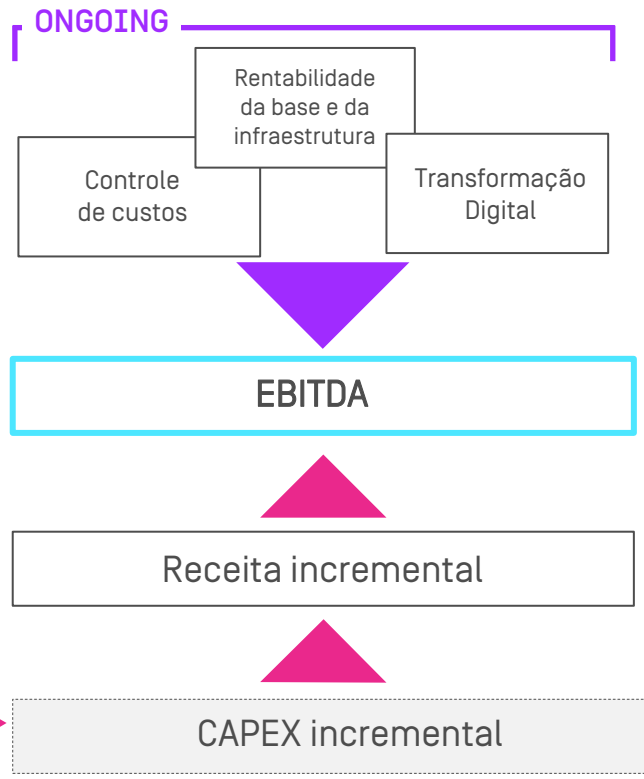 ONGOING
Rentabilidade
da base e da
infraestrutura
Controle
de custos
Transformação
Digital
EBITDA
Receita incremental
CAPEX incremental